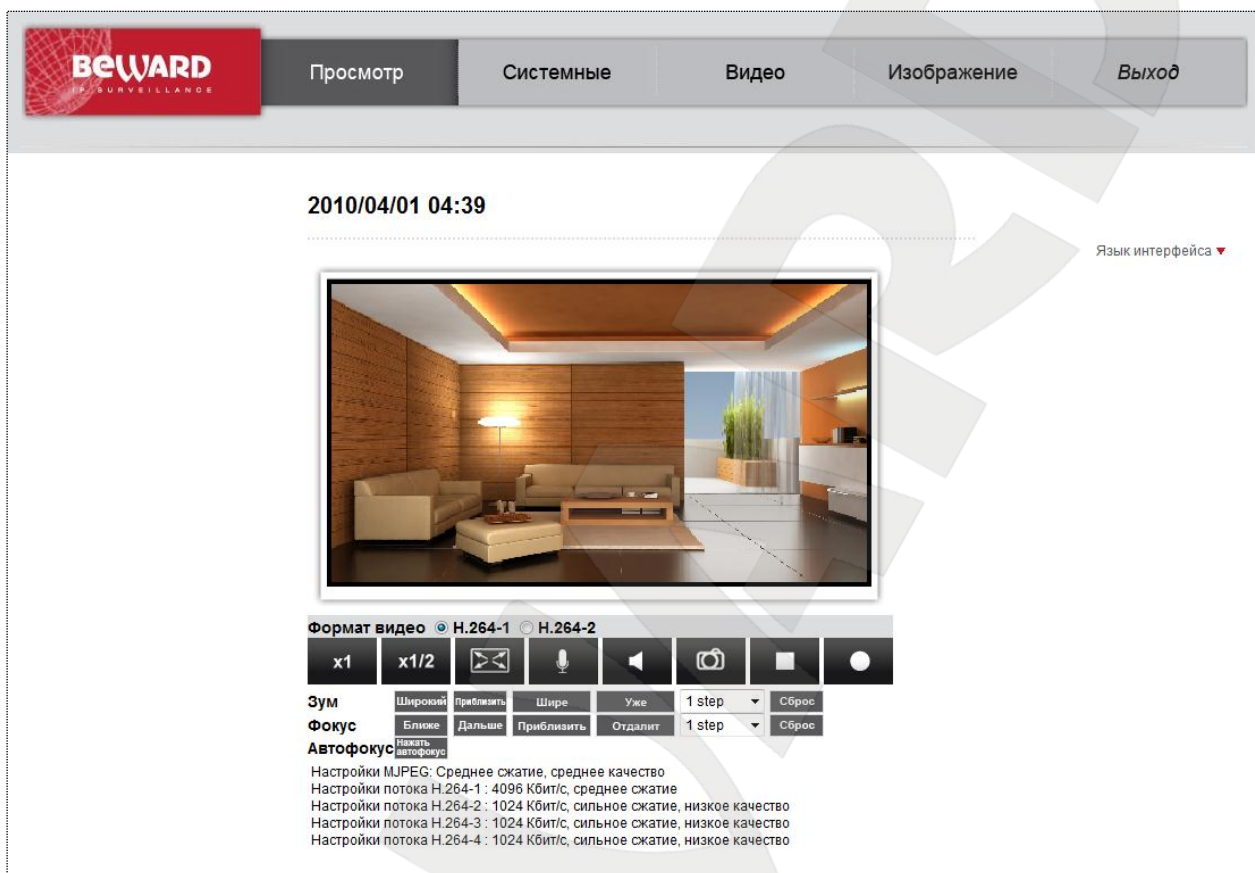 BEWARD
IP SURVEILLANCE
Просмотр Системные Видео Изображение Выход
2010/04/01 04:39
Язык интерфейса
Формат видео H.264-1 H.264-2
x1 x1/2
Зум Широкий Приблизить Шире Уже 1 step Сброс
Фокус Ближе Дальше Приблизить Отдалит 1 step Сброс
Автофокус Нажать автофокус
Настройки MJPEG: Среднее сжатие, среднее качество
Настройки потока H.264-1 : 4096 Кбит/с, среднее сжатие
Настройки потока H.264-2 : 1024 Кбит/с, сильное сжатие, низкое качество
Настройки потока H.264-3 : 1024 Кбит/с, сильное сжатие, низкое качество
Настройки потока H.264-4 : 1024 Кбит/с, сильное сжатие, низкое качество